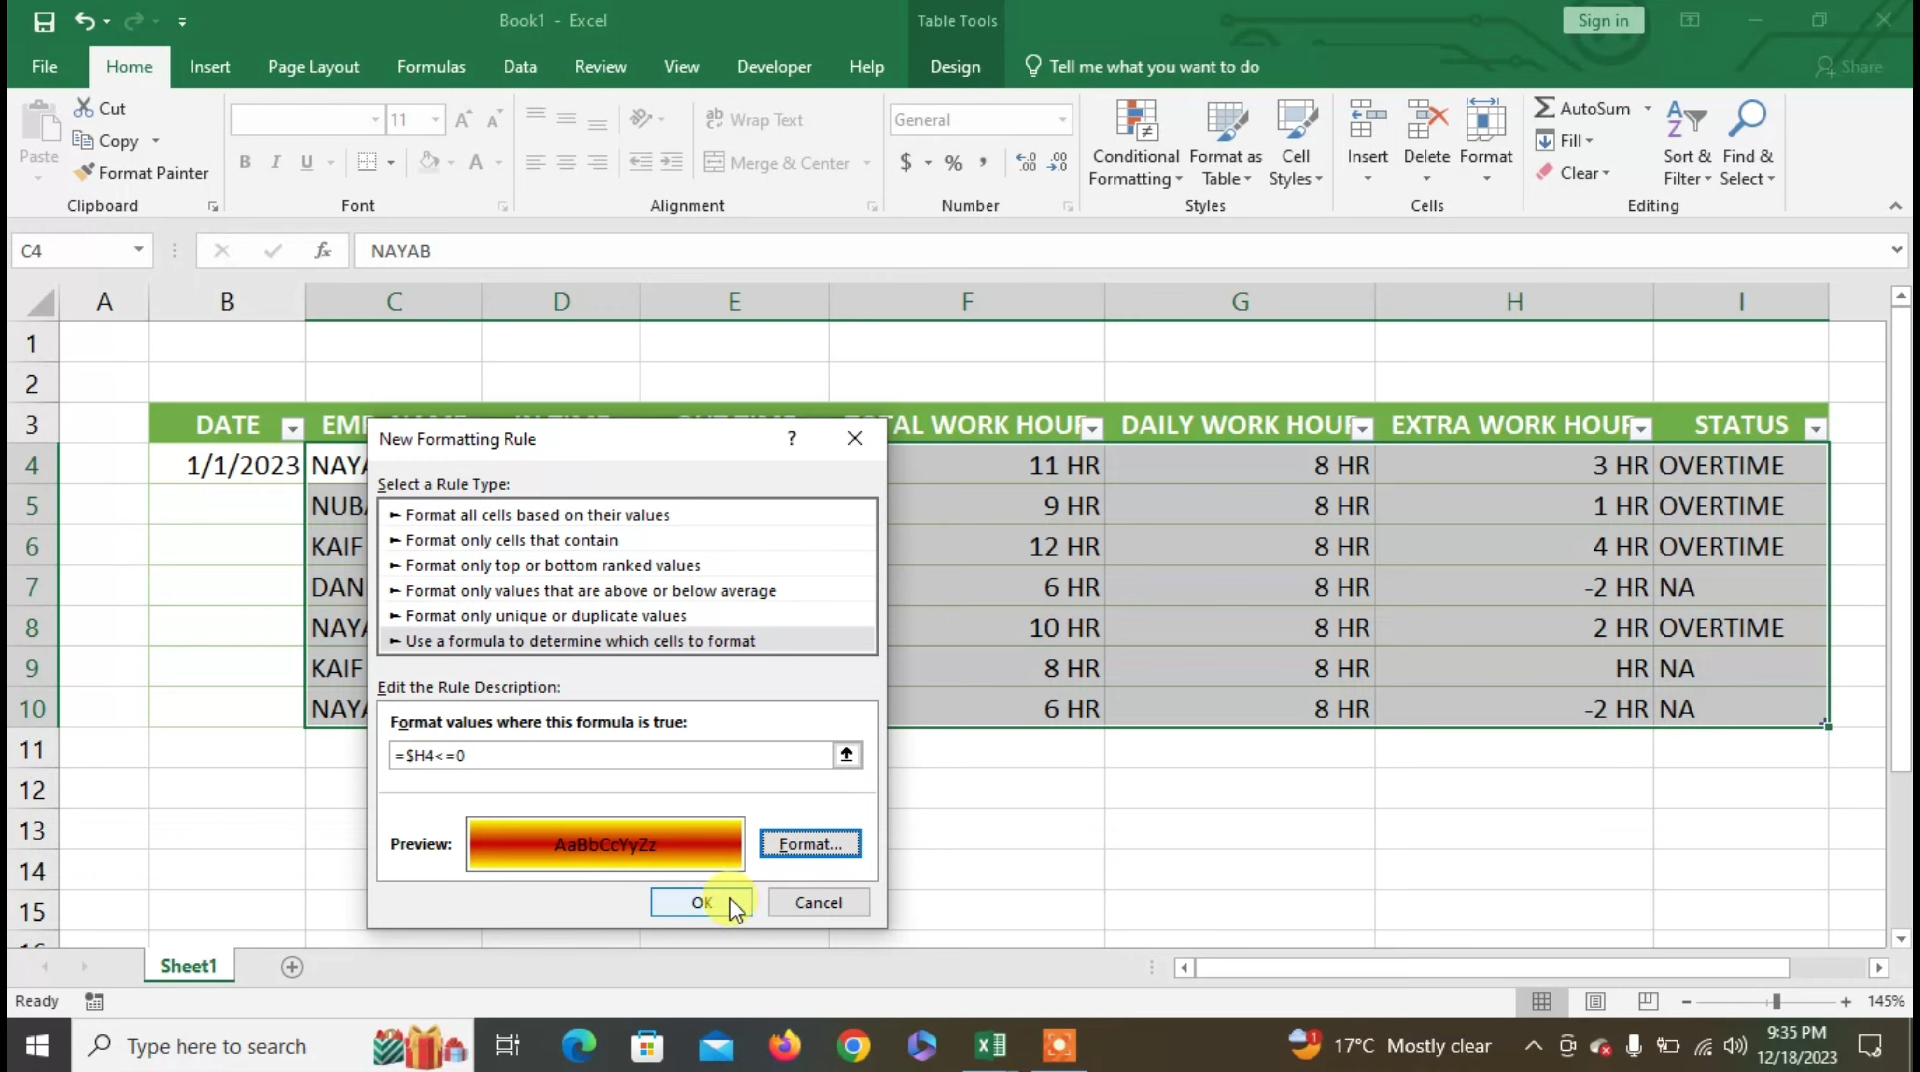 Book1 - Excel
Table Tools
Sign in
File Home Insert Page Layout Formulas Data Review View Developer Help Design Tell me what you want to do Share
Paste
Cut
Copy
Format Painter
Clipboard
11
B I U
Font
Wrap Text
Merge & Center
Alignment
General
$ % ,
Number
Conditional Formatting
Format as Table
Cell Styles
Styles
Insert
Delete
Format
Cells
AutoSum
Fill
Clear
Sort & Filter
Find & Select
Editing
C4
fx
NAYAB
A B C D E F G H I
1
2
3 DATE TOTAL WORK HOUR DAILY WORK HOUR EXTRA WORK HOUR STATUS
4 1/1/2023 11 HR 8 HR 3 HR OVERTIME
5 9 HR 8 HR 1 HR OVERTIME
6 KAIF 12 HR 8 HR 4 HR OVERTIME
7 6 HR 8 HR -2 HR NA
8 10 HR 8 HR 2 HR OVERTIME
9 KAIF 8 HR 8 HR HR NA
10 6 HR 8 HR -2 HR NA
11
12
13
14
15
New Formatting Rule ?
Select a Rule Type:
► Format all cells based on their values
► Format only cells that contain
► Format only top or bottom ranked values
► Format only values that are above or below average
► Format only unique or duplicate values
► Use a formula to determine which cells to format
Edit the Rule Description:
Format values where this formula is true:
=$H4<=0
Preview:
AaBbCcYyZz
Format...
OK
Cancel
Sheet1
Ready
145%
Type here to search
17°C Mostly clear
9:35 PM
12/18/2023